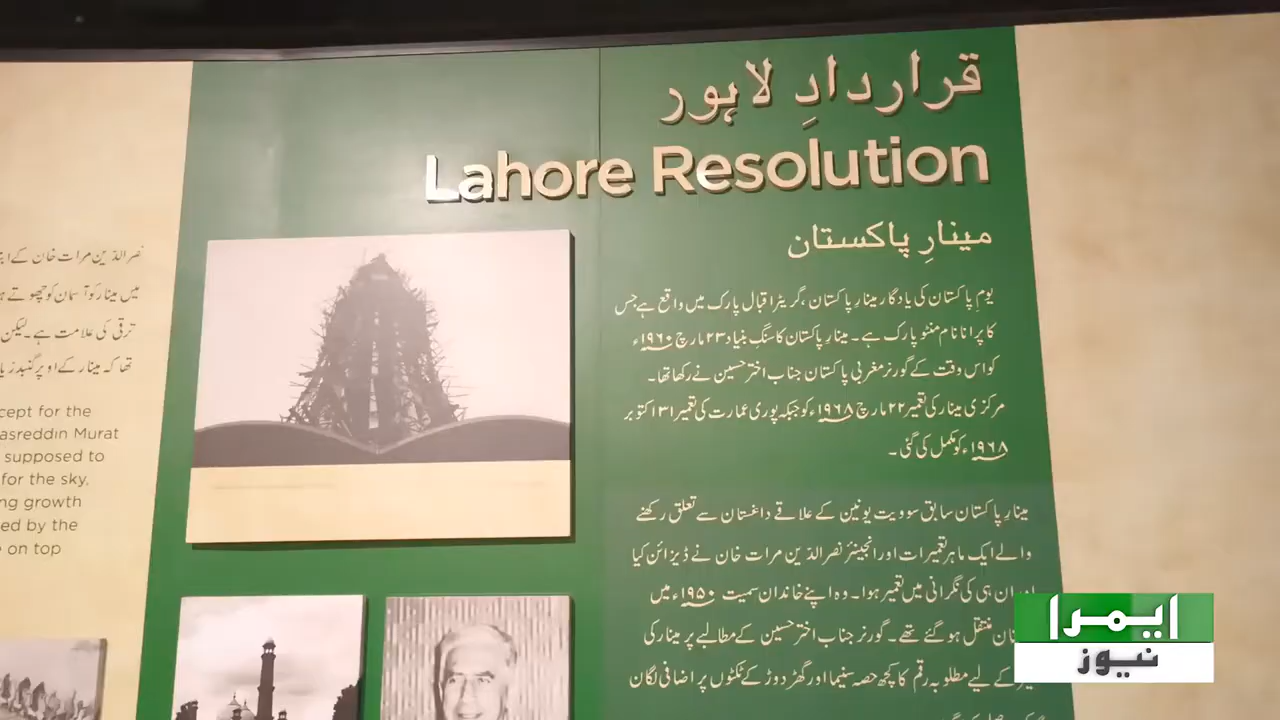 قراردادِ لاہور
Lahore Resolution
مینارِ پاکستان
یومِ پاکستان کی یادگار مینارِ پاکستان، گریٹر اقبال پارک میں واقع ہے جس
کا پرانا نام منٹو پارک ہے۔ مینارِ پاکستان کا سنگِ بنیاد ۲۳ مارچ ۱۹۶۰ء
کو اس وقت کے گورنر مغربی پاکستان جناب اختر حسین نے رکھا تھا۔
مرکزی مینار کی تعمیر ۲۲ مارچ ۱۹۶۸ء کو جبکہ پوری عمارت کی تعمیر ۳۱ اکتوبر
۱۹۶۸ء کو مکمل کی گئی۔
مینارِ پاکستان سابق سوویت یونین کے علاقے داغستان سے تعلق رکھنے
والے ایک ماہر تعمیرات اور انجینئر نصر الدّین مرات خان نے ڈیزائن کیا
ان ہی کی نگرانی میں تعمیر ہوا۔ وہ اپنے خاندان سمیت ۱۹۵۰ء میں
منتقل ہو گئے تھے۔ گورنر جناب اختر حسین کے مطالبے پر مینار کی
کے لیے مطلوبہ رقم کا کچھ حصہ سنیما اور گھڑ دوڑ کے ٹکٹوں پر اضافی لگان
نصر الدّین مرات خان کے
میں مینار کو آسمان کو چھوتے
ترقی کی علامت ہے۔ لیکن
تھا کہ مینار کے اوپر گنبد
cept for the
asreddin Murat
supposed to
for the sky,
ng growth
ed by the
on top
ایمرا
نیوز